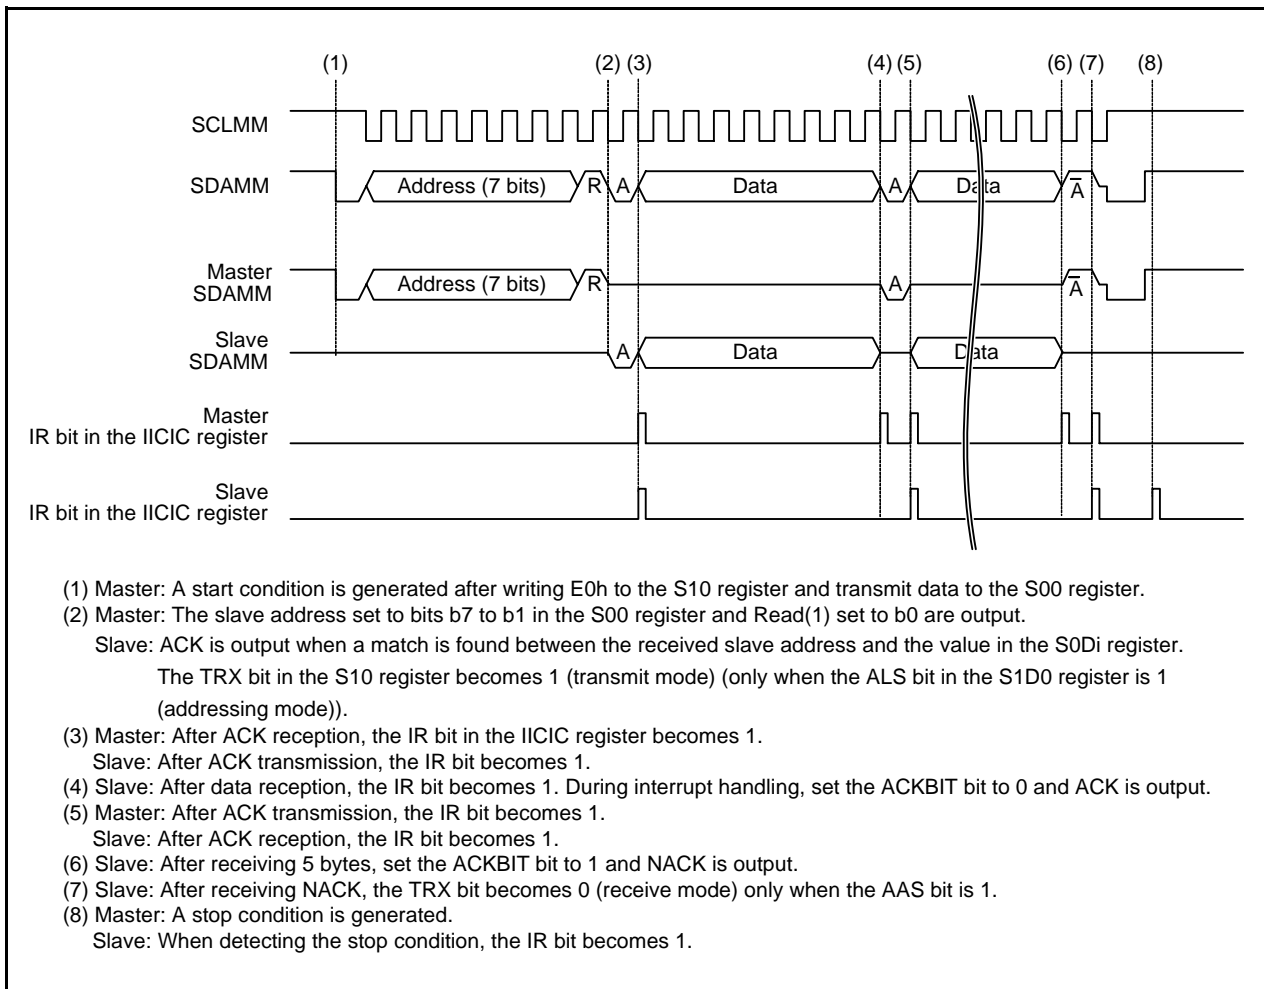 (1) (2) (3) (4) (5) (6) (7) (8)
SCLMM
SDAMM Address (7 bits) R A Data A Data A̅
Master
SDAMM Address (7 bits) R A A̅
Slave
SDAMM A Data Data
Master
IR bit in the IICIC register
Slave
IR bit in the IICIC register
(1) Master: A start condition is generated after writing E0h to the S10 register and transmit data to the S00 register.
(2) Master: The slave address set to bits b7 to b1 in the S00 register and Read(1) set to b0 are output.
Slave: ACK is output when a match is found between the received slave address and the value in the S0Di register.
The TRX bit in the S10 register becomes 1 (transmit mode) (only when the ALS bit in the S1D0 register is 1
(addressing mode)).
(3) Master: After ACK reception, the IR bit in the IICIC register becomes 1.
Slave: After ACK transmission, the IR bit becomes 1.
(4) Slave: After data reception, the IR bit becomes 1. During interrupt handling, set the ACKBIT bit to 0 and ACK is output.
(5) Master: After ACK transmission, the IR bit becomes 1.
Slave: After ACK reception, the IR bit becomes 1.
(6) Slave: After receiving 5 bytes, set the ACKBIT bit to 1 and NACK is output.
(7) Slave: After receiving NACK, the TRX bit becomes 0 (receive mode) only when the AAS bit is 1.
(8) Master: A stop condition is generated.
Slave: When detecting the stop condition, the IR bit becomes 1.